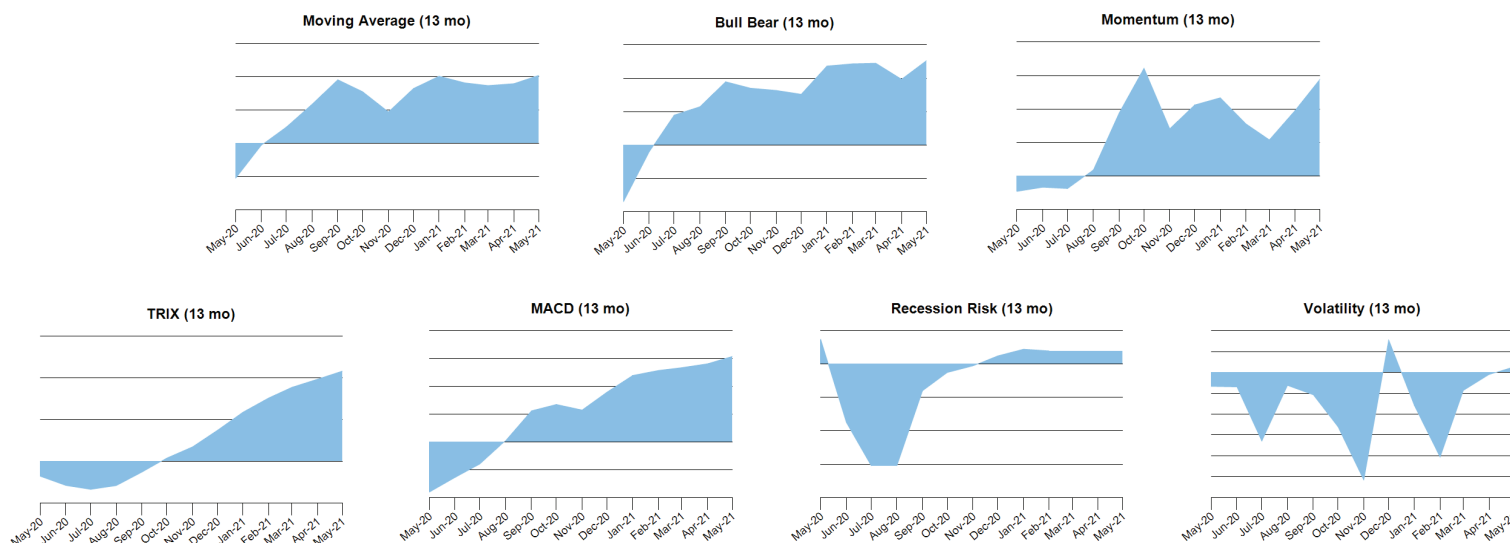 Moving Average (13 mo)
May-20 Jun-20 Jul-20 Aug-20 Sep-20 Oct-20 Nov-20 Dec-20 Jan-21 Feb-21 Mar-21 Apr-21 May-21
Bull Bear (13 mo)
May-20 Jun-20 Jul-20 Aug-20 Sep-20 Oct-20 Nov-20 Dec-20 Jan-21 Feb-21 Mar-21 Apr-21 May-21
Momentum (13 mo)
May-20 Jun-20 Jul-20 Aug-20 Sep-20 Oct-20 Nov-20 Dec-20 Jan-21 Feb-21 Mar-21 Apr-21 May-21
TRIX (13 mo)
May-20 Jun-20 Jul-20 Aug-20 Sep-20 Oct-20 Nov-20 Dec-20 Jan-21 Feb-21 Mar-21 Apr-21 May-21
MACD (13 mo)
May-20 Jun-20 Jul-20 Aug-20 Sep-20 Oct-20 Nov-20 Dec-20 Jan-21 Feb-21 Mar-21 Apr-21 May-21
Recession Risk (13 mo)
May-20 Jun-20 Jul-20 Aug-20 Sep-20 Oct-20 Nov-20 Dec-20 Jan-21 Feb-21 Mar-21 Apr-21 May-21
Volatility (13 mo)
May-20 Jun-20 Jul-20 Aug-20 Sep-20 Oct-20 Nov-20 Dec-20 Jan-21 Feb-21 Mar-21 Apr-21 May-2